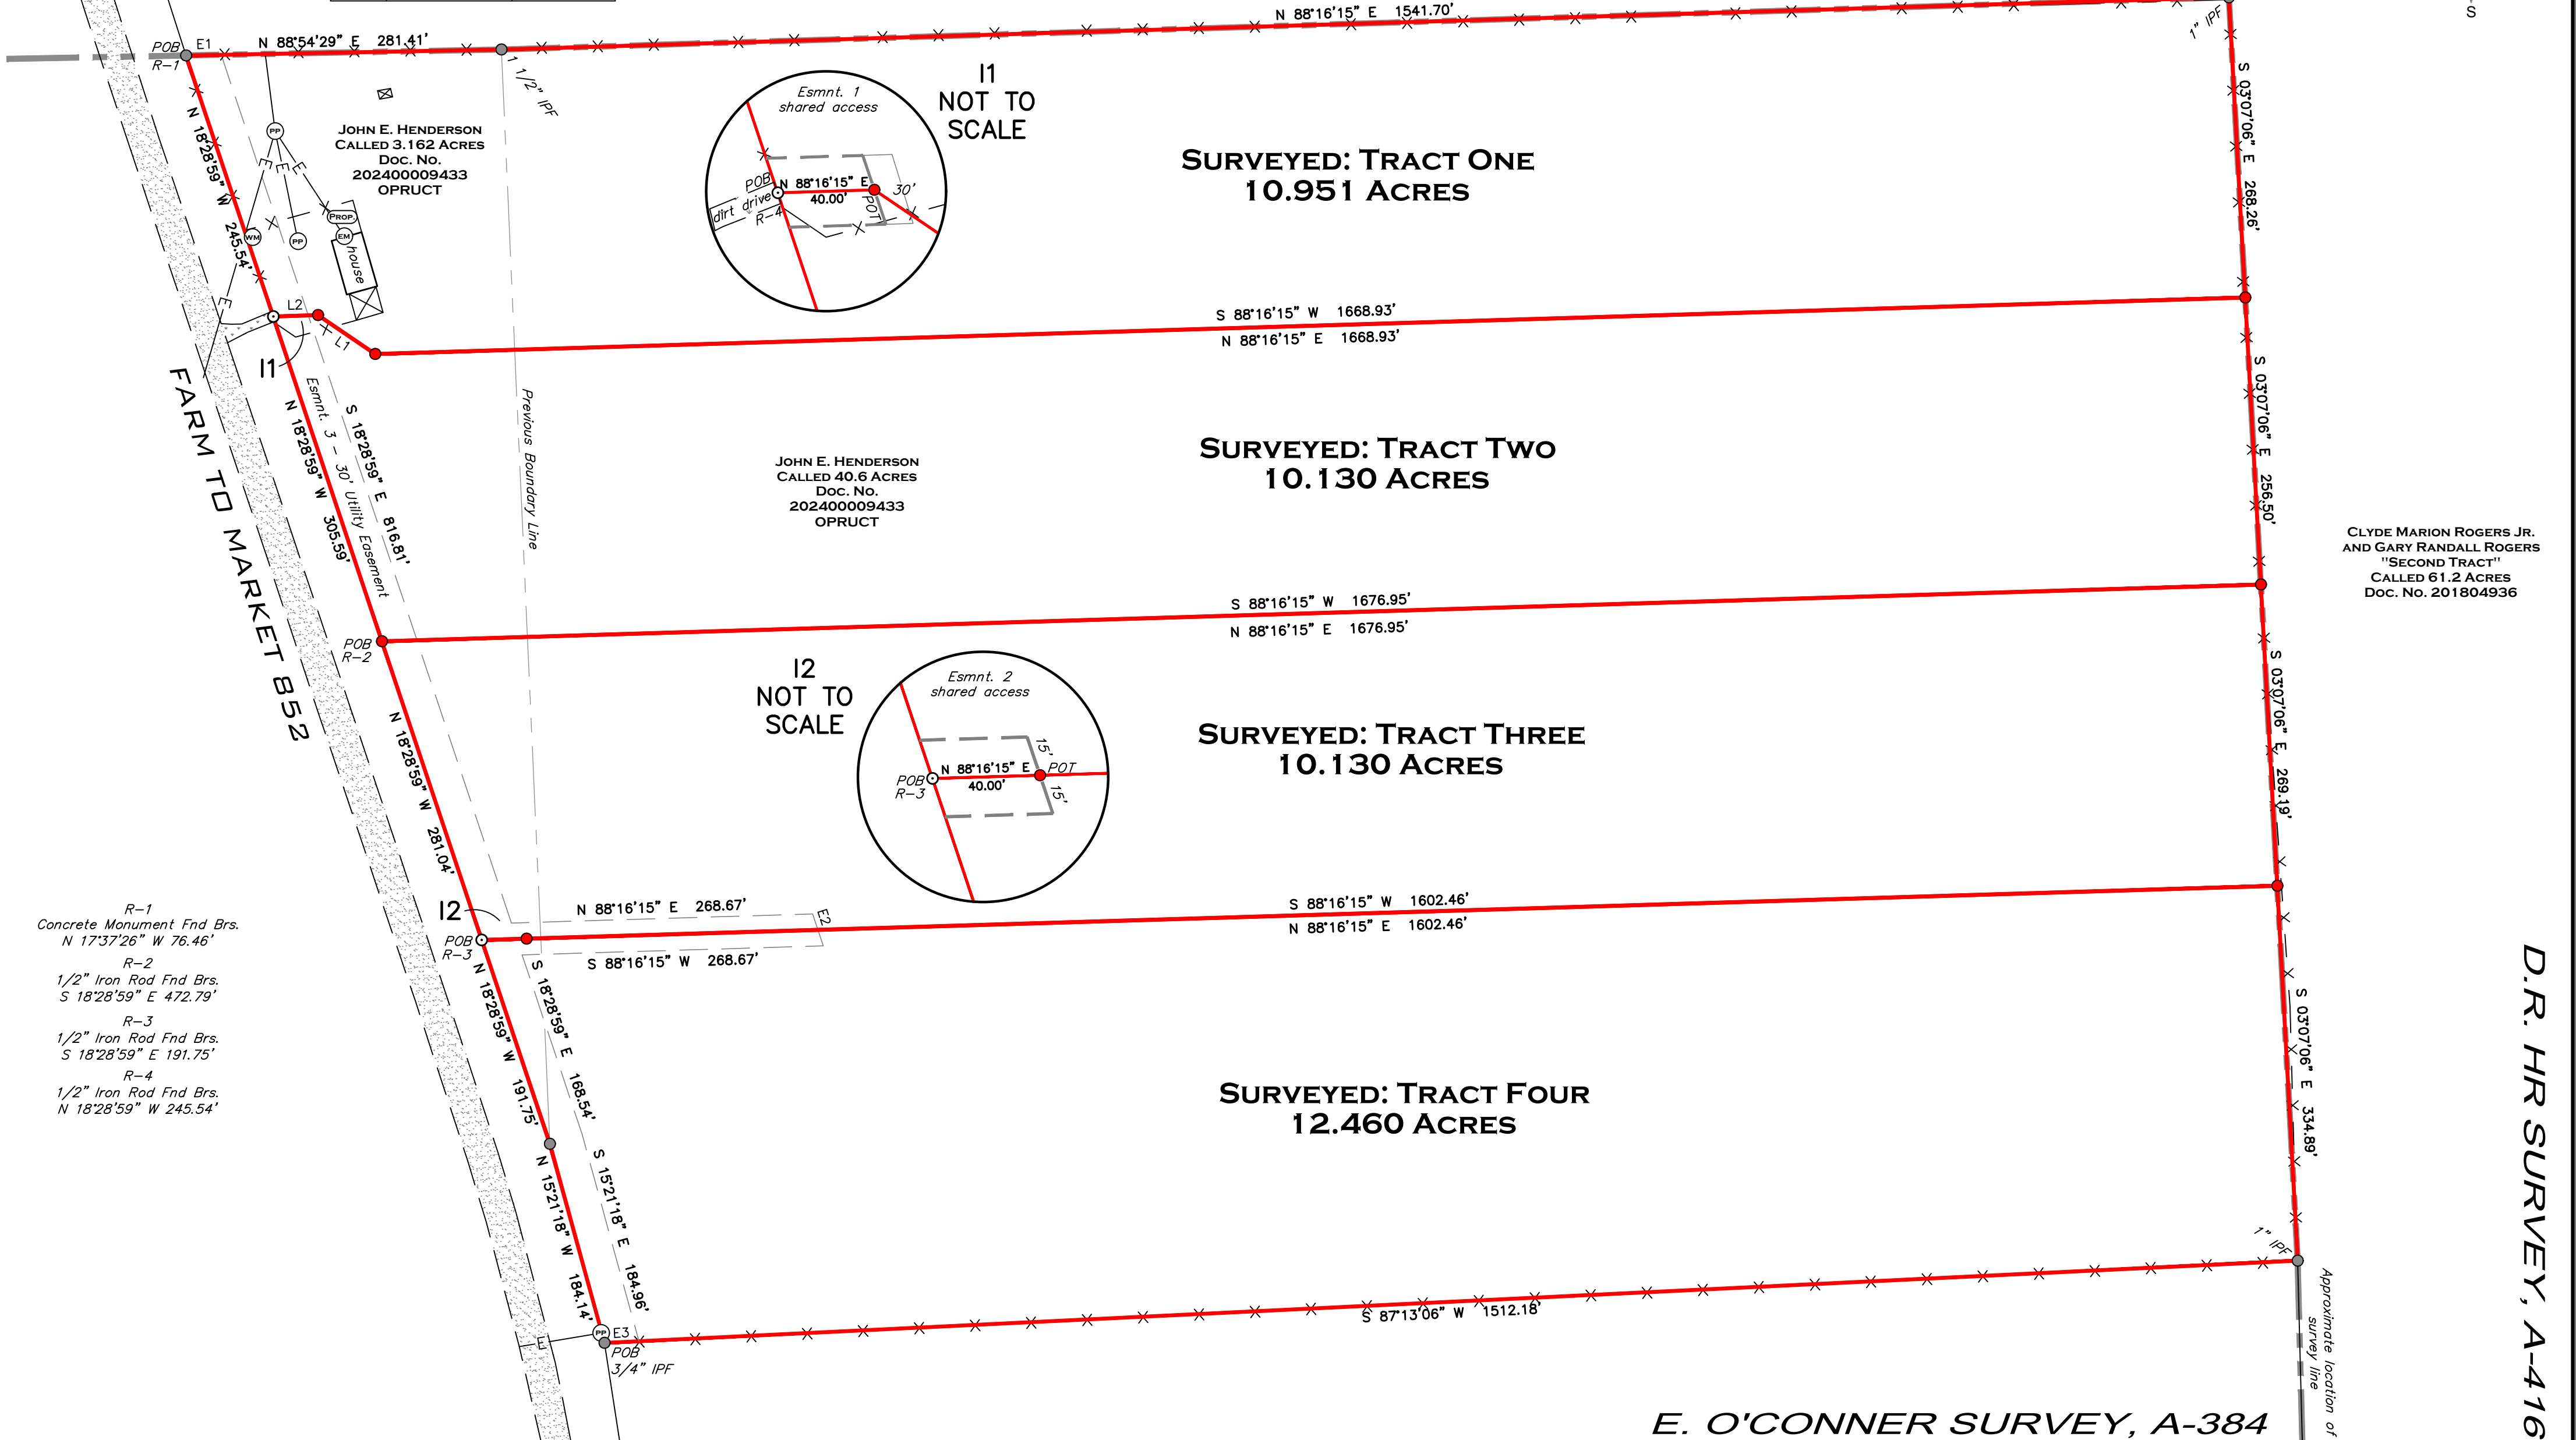 N 88°16'15" E 1541.70'
S
POB
E1
R-1
N 88°54'29" E 281.41'
1 1/2" IPF
1" IPF
I1
NOT TO
SCALE
Esmnt. 1
shared access
POB
N 88°16'15" E
40.00'
30'
POT
dirt drive
R-4
SURVEYED: TRACT ONE
10.951 ACRES
S 03°07'06" E 268.26'
N 18°28'59" W 245.54'
PP
JOHN E. HENDERSON
CALLED 3.162 ACRES
DOC. NO.
202400009433
OPRUCT
E
E
E
PROP.
WM
PP
EM
house
E
L2
L1
I1
S 88°16'15" W 1668.93'
N 88°16'15" E 1668.93'
FARM TO MARKET 852
N 18°28'59" W 305.59'
Esmnt. 3 - 30' Utility Easement
S 18°28'59" E 816.81'
Previous Boundary Line
JOHN E. HENDERSON
CALLED 40.6 ACRES
DOC. NO.
202400009433
OPRUCT
SURVEYED: TRACT TWO
10.130 ACRES
S 03°07'06" E 256.50'
CLYDE MARION ROGERS JR.
AND GARY RANDALL ROGERS
"SECOND TRACT"
CALLED 61.2 ACRES
DOC. NO. 201804936
S 88°16'15" W 1676.95'
N 88°16'15" E 1676.95'
POB
R-2
I2
NOT TO
SCALE
Esmnt. 2
shared access
15'
N 88°16'15" E
POT
POB
R-3
40.00'
15'
SURVEYED: TRACT THREE
10.130 ACRES
S 03°07'06" E 269.19'
N 18°28'59" W 281.04'
S 88°16'15" W 1602.46'
N 88°16'15" E 1602.46'
N 88°16'15" E 268.67'
E2
S 88°16'15" W 268.67'
I2
POB
R-3
R-1
Concrete Monument Fnd Brs.
N 17°37'26" W 76.46'
R-2
1/2" Iron Rod Fnd Brs.
S 18°28'59" E 472.79'
R-3
1/2" Iron Rod Fnd Brs.
S 18°28'59" E 191.75'
R-4
1/2" Iron Rod Fnd Brs.
N 18°28'59" W 245.54'
N 18°28'59" W 191.75'
S 18°28'59" E 168.54'
SURVEYED: TRACT FOUR
12.460 ACRES
S 03°07'06" E 334.89'
D.R. HR SURVEY, A-416
N 15°21'18" W 184.14'
S 15°21'18" E 184.96'
E
PP
E3
POB
3/4" IPF
S 87°13'06" W 1512.18'
1" IPF
Approximate location of
survey line
E. O'CONNER SURVEY, A-384